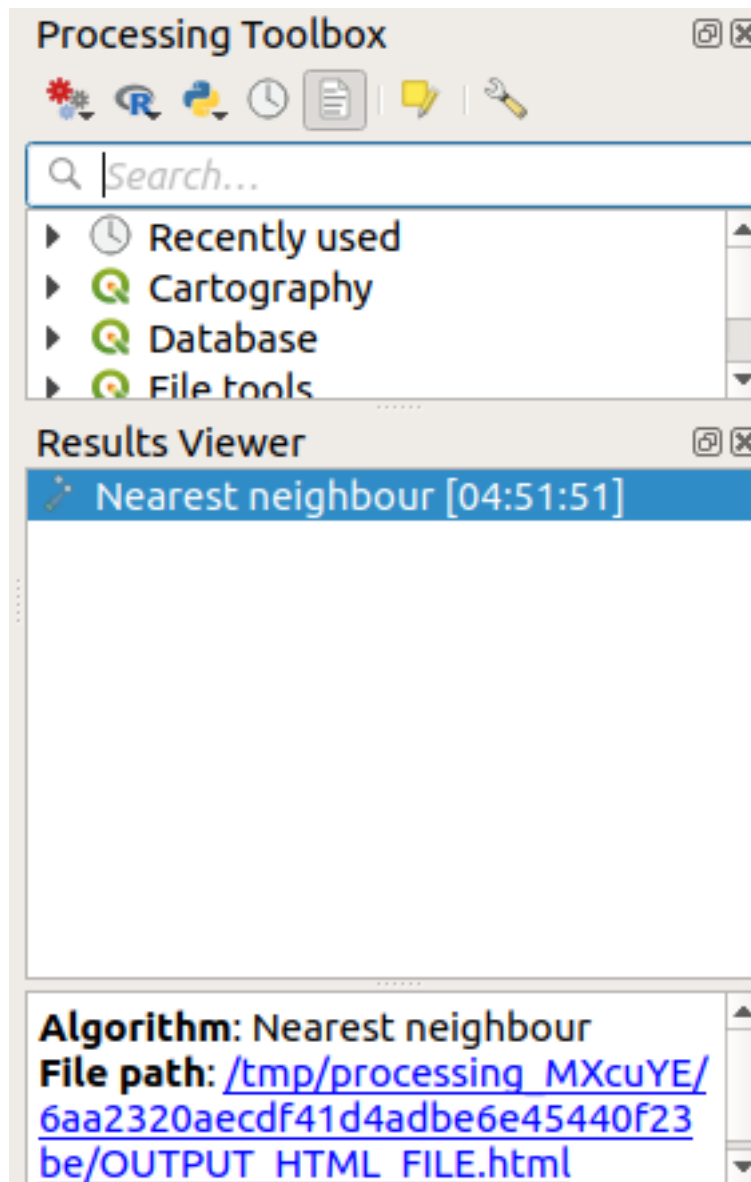 Processing Toolbox
Search...
Recently used
Cartography
Database
File tools
Results Viewer
Nearest neighbour [04:51:51]
Algorithm: Nearest neighbour
File path: /tmp/processing_MXcuYE/
6aa2320aecdf41d4adbe6e45440f23
be/OUTPUT_HTML_FILE.html